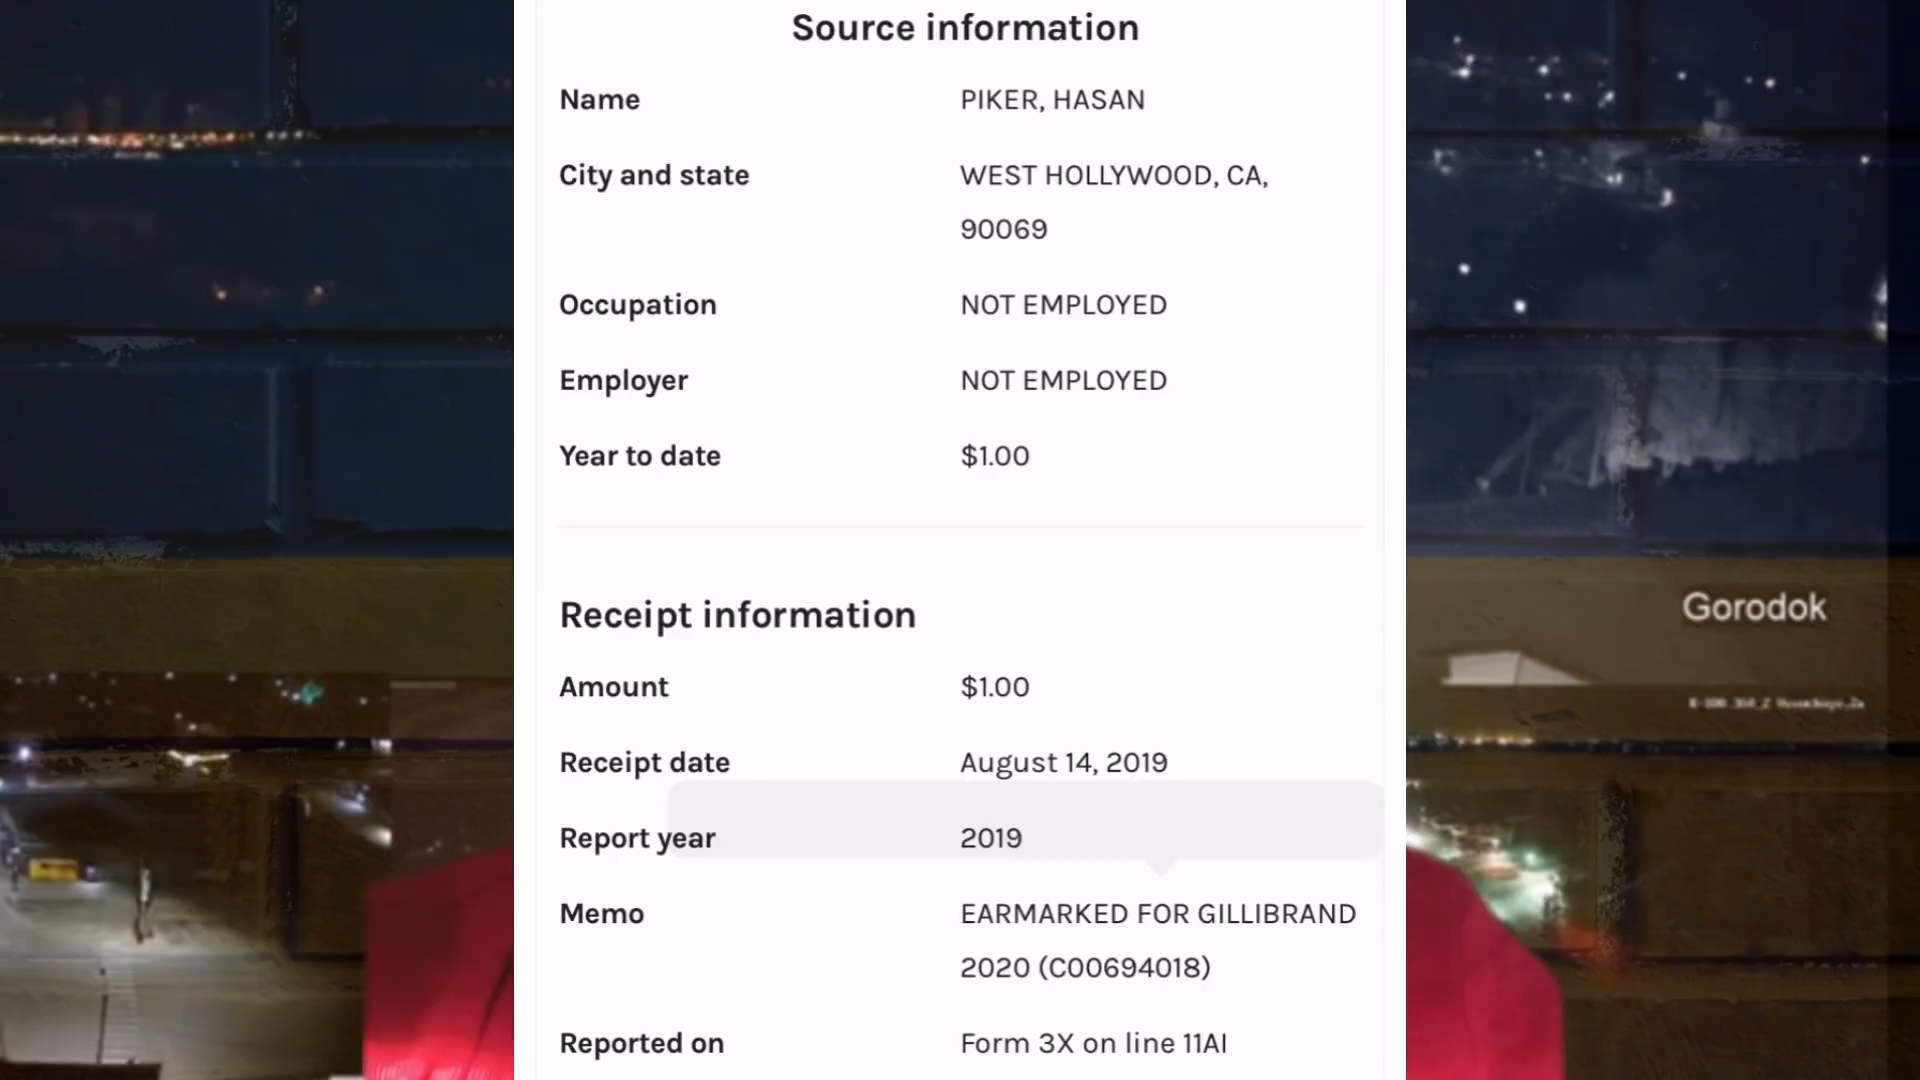 Source information
Name PIKER, HASAN
City and state WEST HOLLYWOOD, CA,
90069
Occupation NOT EMPLOYED
Employer NOT EMPLOYED
Year to date $1.00
Receipt information
Amount $1.00
Receipt date August 14, 2019
Report year 2019
Memo EARMARKED FOR GILLIBRAND
2020 (C00694018)
Reported on Form 3X on line 11AI
Gorodok